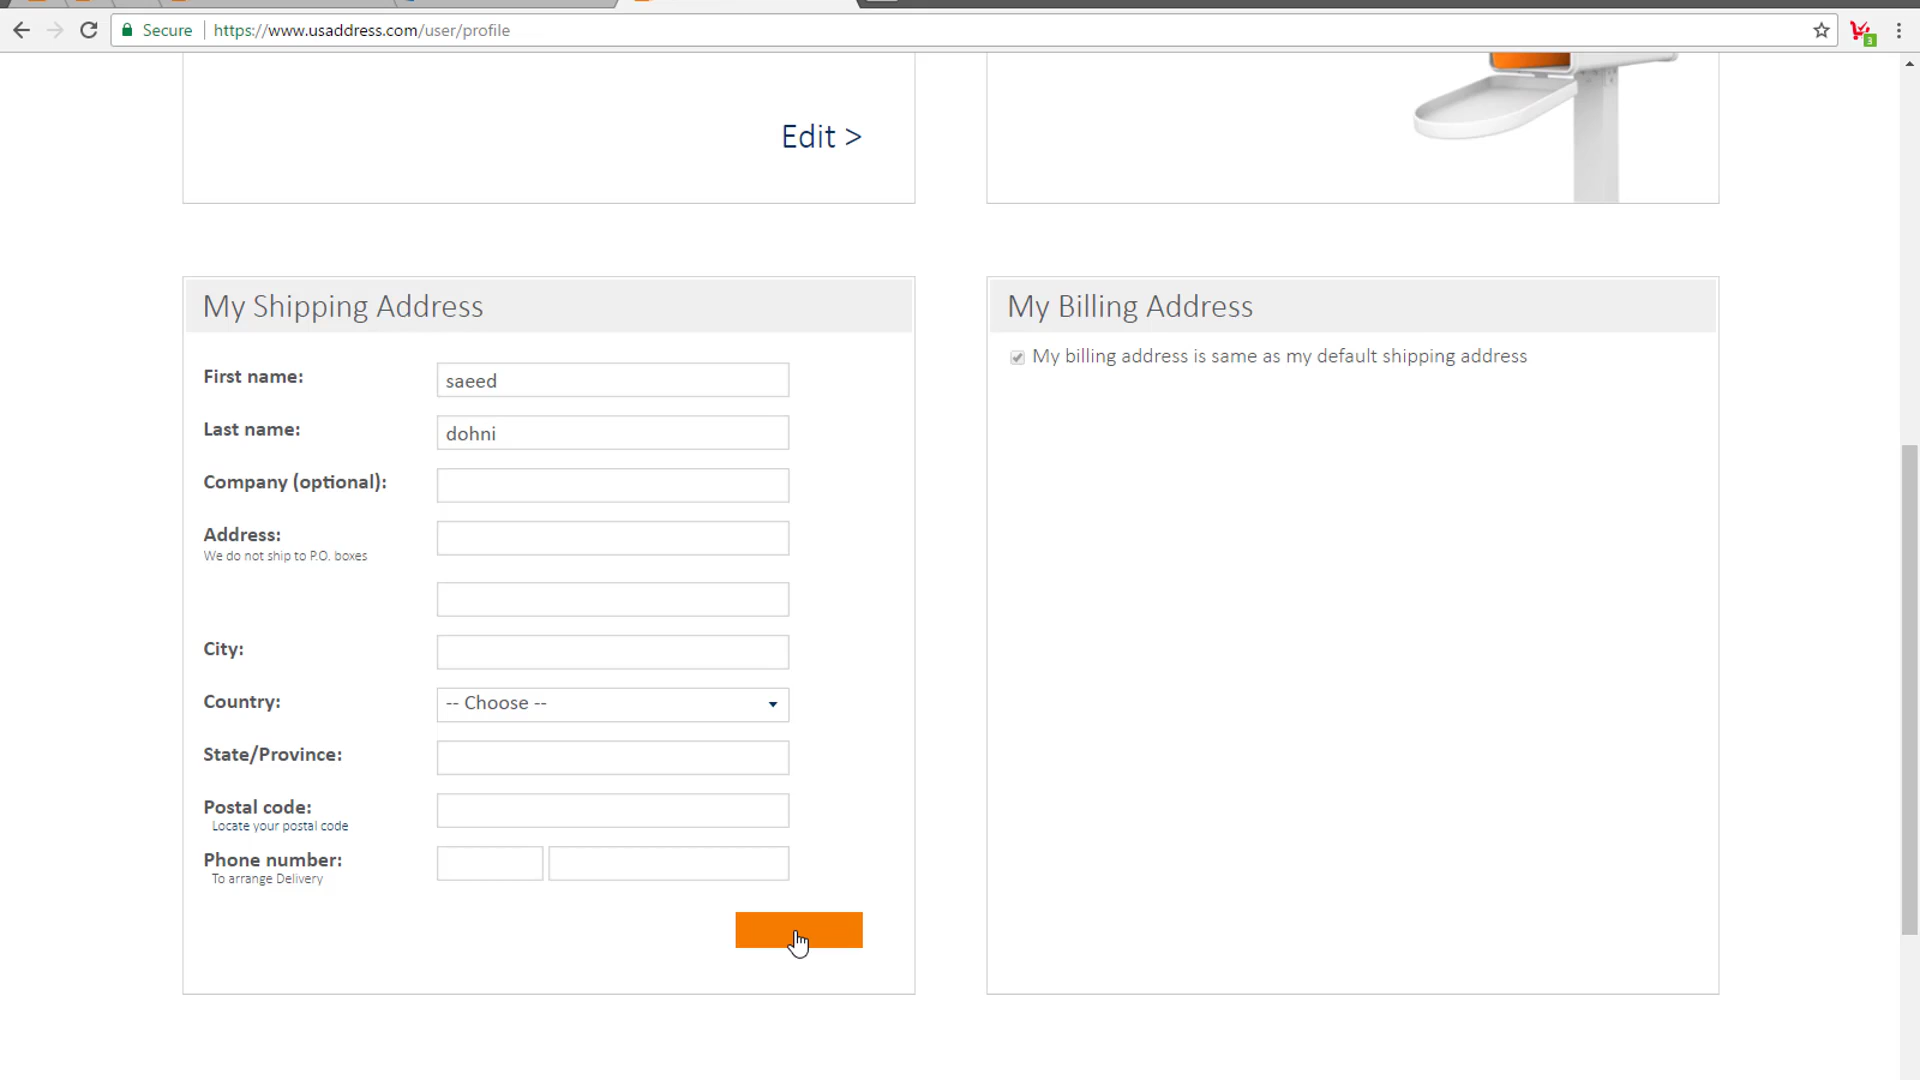 Secure https://www.usaddress.com/user/profile
3
Edit >
My Shipping Address
First name: saeed
Last name: dohni
Company (optional):
Address:
We do not ship to P.O. boxes
City:
Country: -- Choose --
State/Province:
Postal code:
Locate your postal code
Phone number:
To arrange Delivery
My Billing Address
My billing address is same as my default shipping address